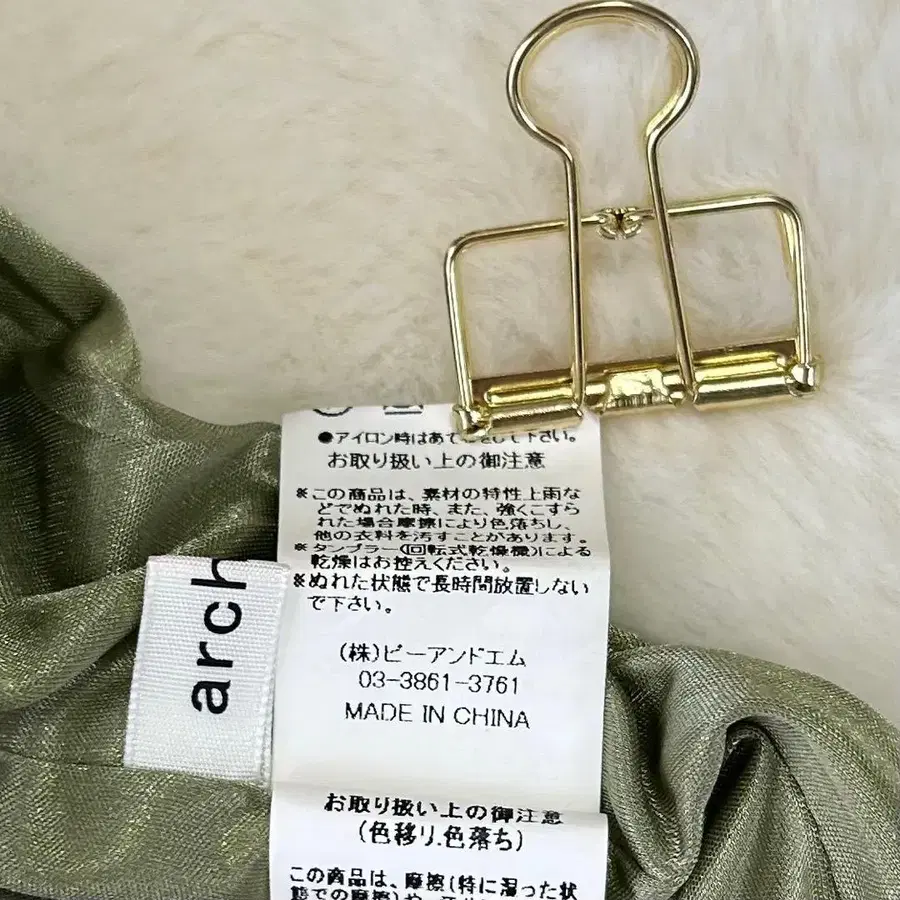 ●アイロン時はあて して下さい。
お取り扱い上の御注意
※この商品は、素材の特性上雨な
どでぬれた時、また、強くこすら
れた場合摩擦により色落ちし、
他の衣料を汚すことがあります。
※タンブラー(回転式乾燥機)による
乾燥はお控えください。
※ぬれた状態で長時間放置しない
で下さい。
(株)ビーアンドエム
03-3861-3761
MADE IN CHINA
arch
お取り扱い上の御注意
(色移り.色落ち)
この商品は、摩擦(特に湿った状
態での摩擦)や